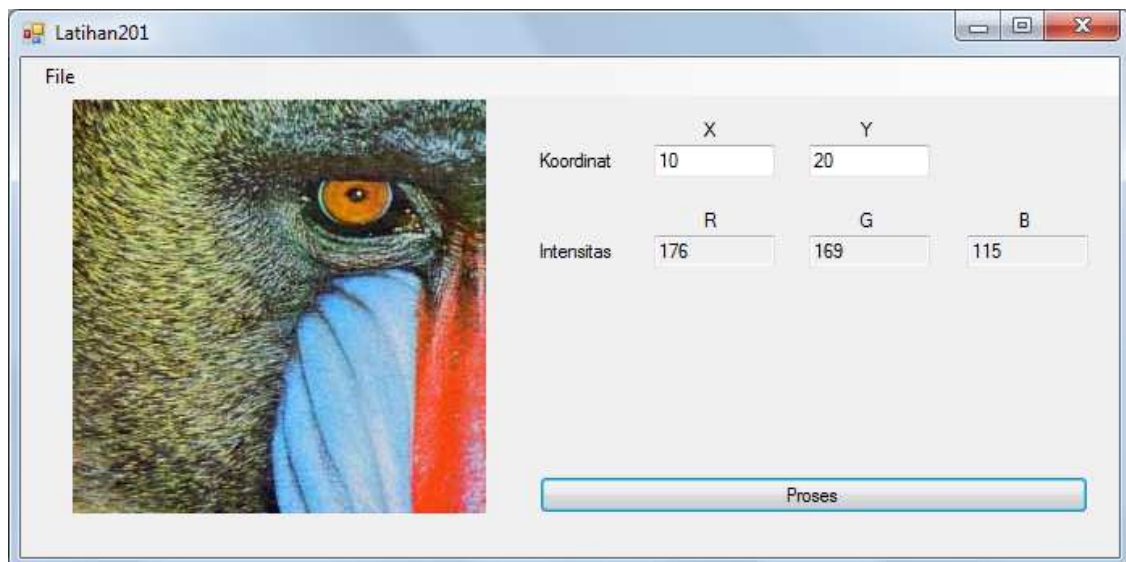 Latihan201
File
X Y
Koordinat 10 20
R G B
Intensitas 176 169 115
Proses